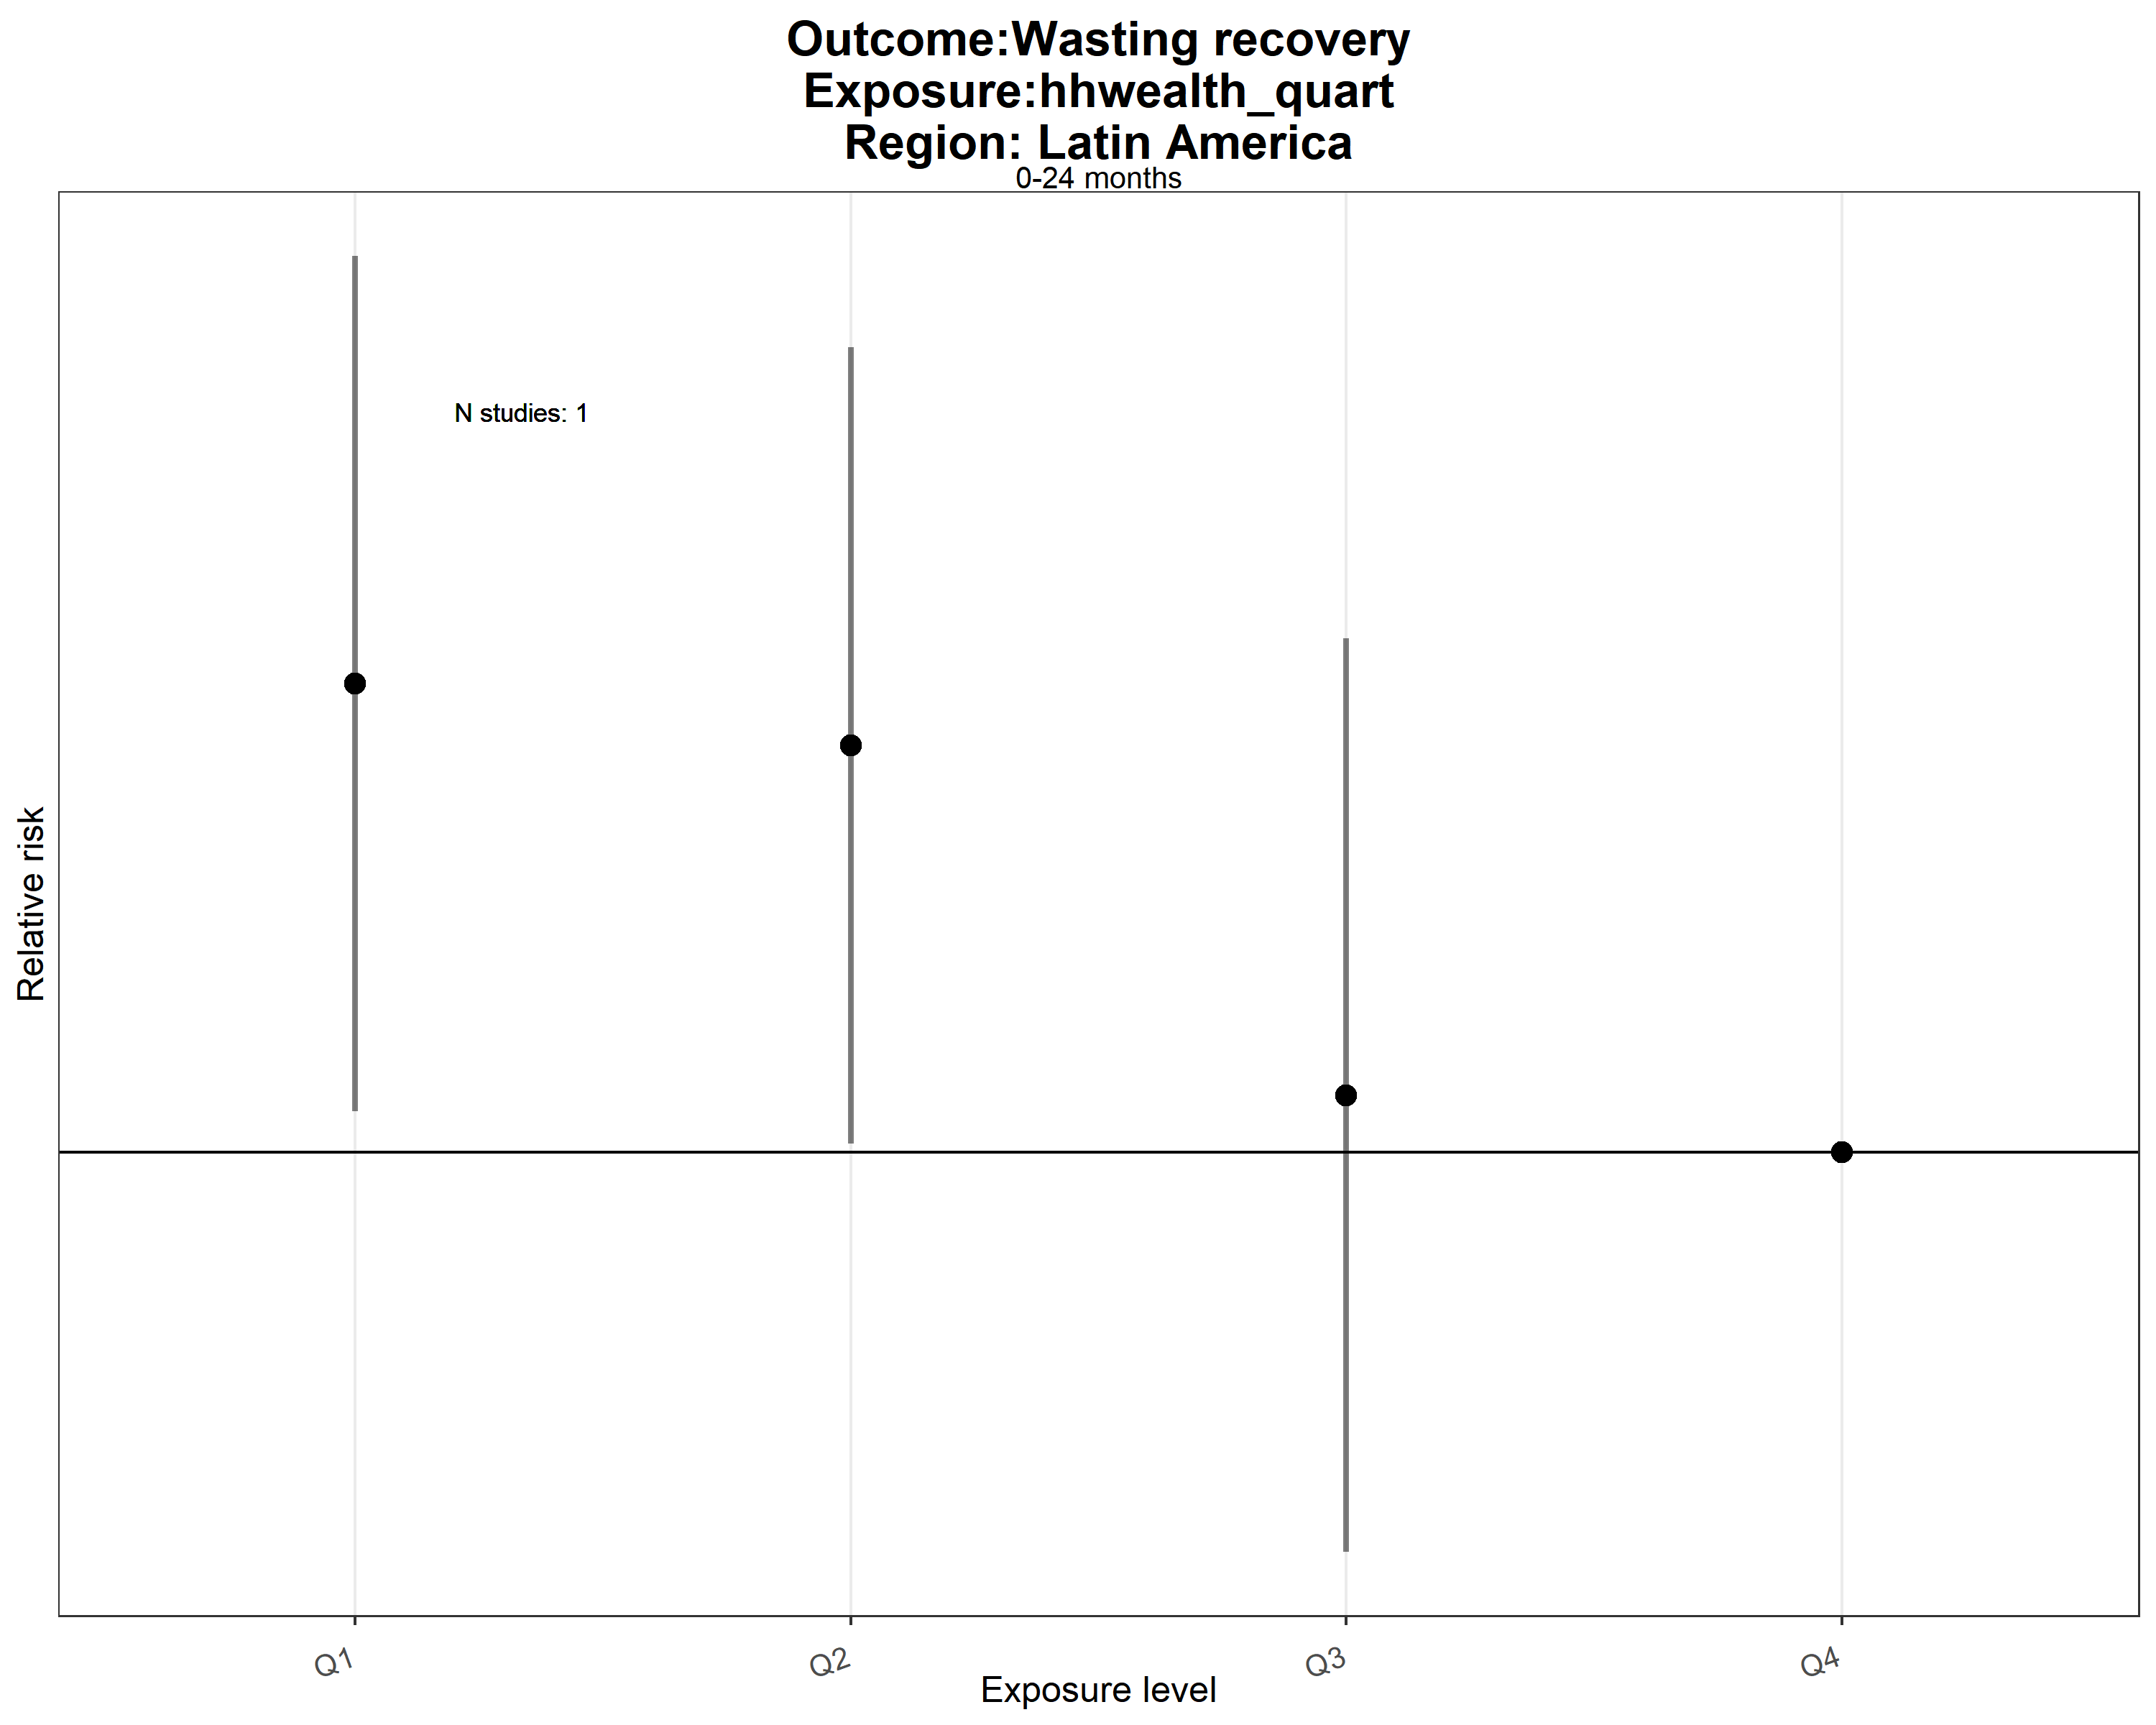 Outcome:Wasting recovery
Exposure:hhwealth_quart
Region: Latin America
0-24 months
N studies: 1
Relative risk
Q1
Q2
Q3
Q4
Exposure level